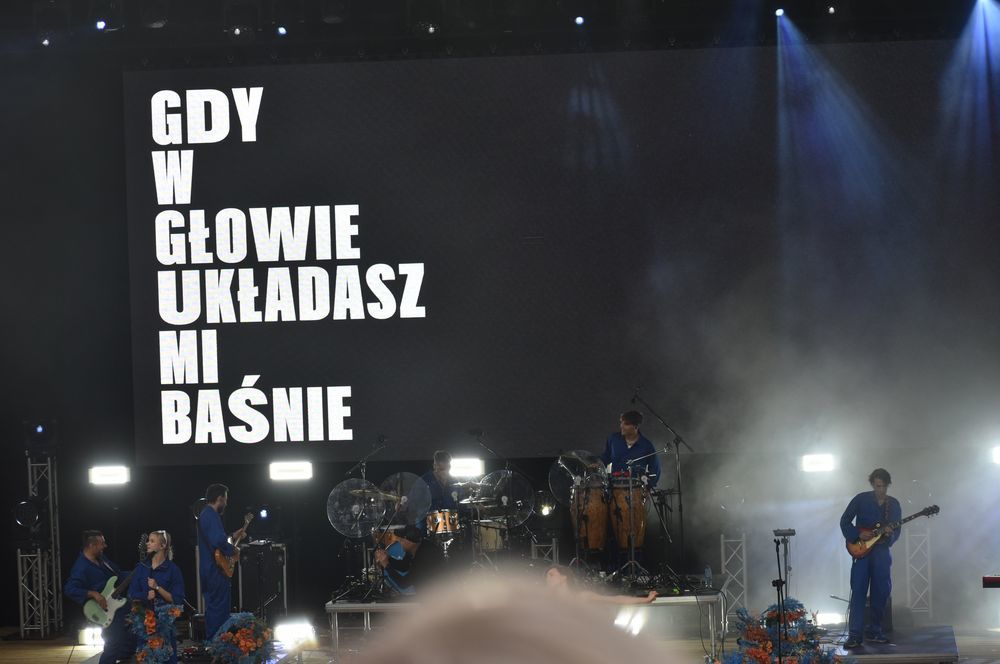 GDY
W
GŁOWIE
UKŁADASZ
MI
BAŚNIE